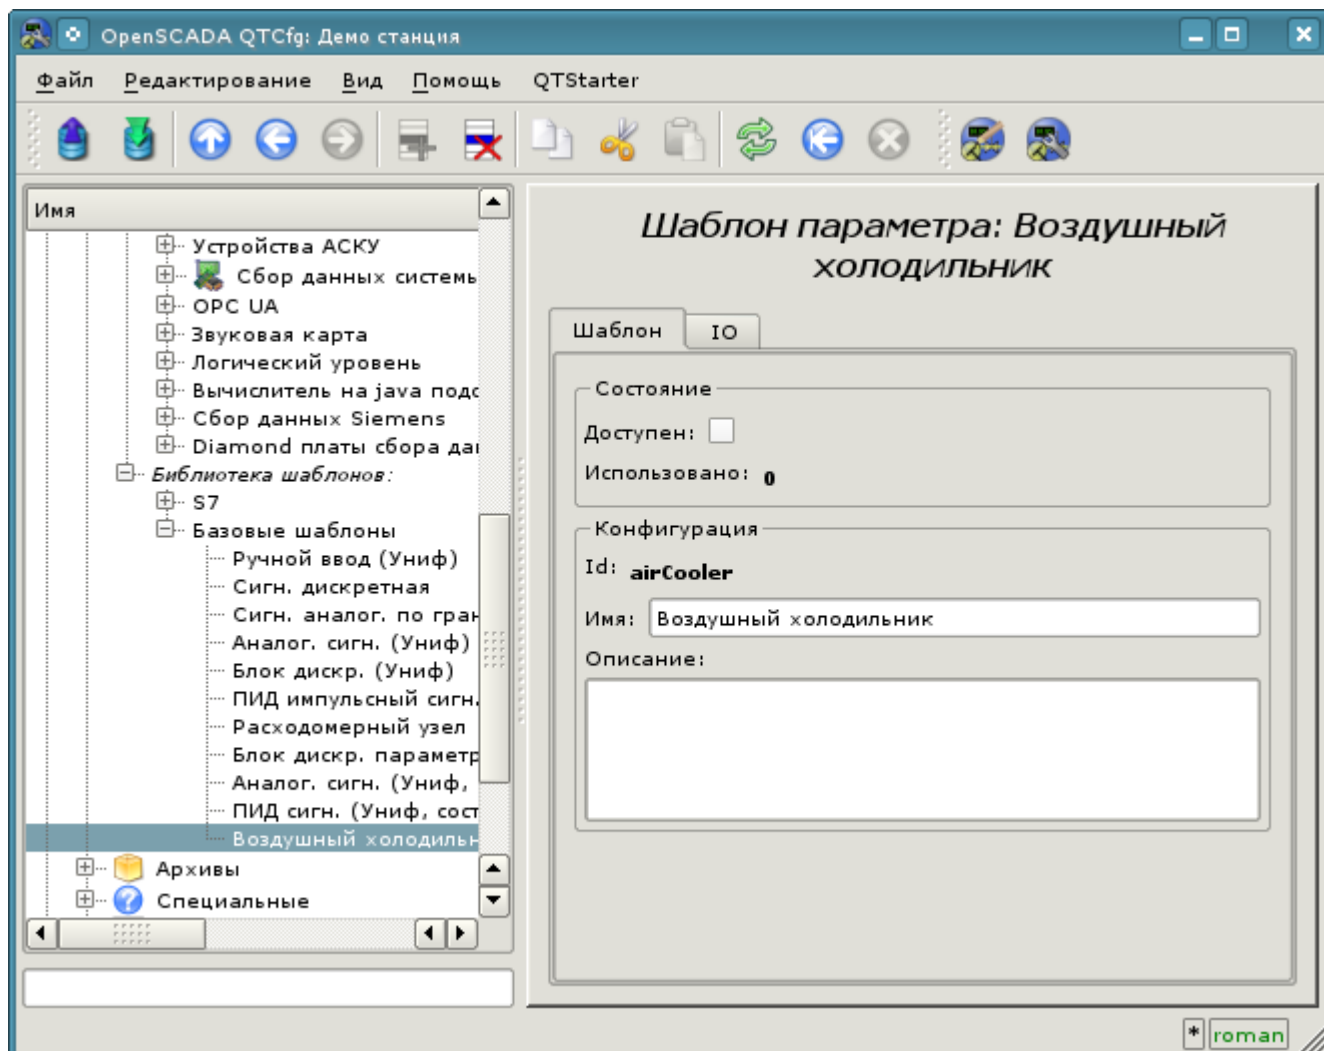 OpenSCADA QTCfg: Демо станция
Файл Редактирование Вид Помощь QTStarter
Имя
Устройства АСКУ
Сбор данных системы
OPC UA
Звуковая карта
Логический уровень
Вычислитель на java подс
Сбор данных Siemens
Diamond платы сбора дан
Библиотека шаблонов:
S7
Базовые шаблоны
Ручной ввод (Униф)
Сигн. дискретная
Сигн. аналог. по гран
Аналог. сигн. (Униф)
Блок дискр. (Униф)
ПИД импульсный сигн.
Расходомерный узел
Блок дискр. параметр
Аналог. сигн. (Униф,
ПИД сигн. (Униф, сост
Воздушный холодильн
Архивы
Специальные
Шаблон параметра: Воздушный
холодильник
Шаблон IO
Состояние
Доступен:
Использовано: 0
Конфигурация
Id: airCooler
Имя: Воздушный холодильник
Описание:
* roman